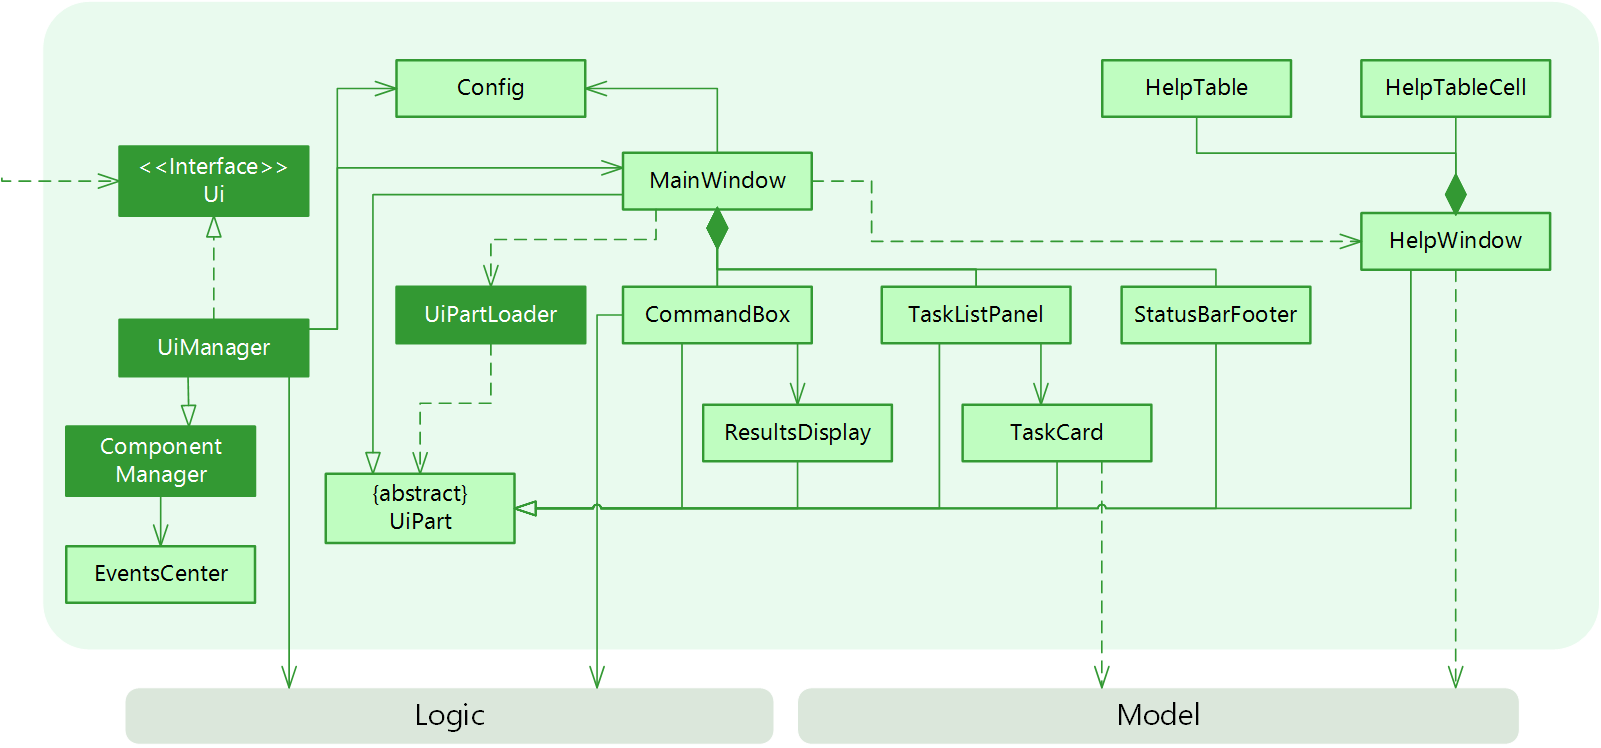 Config
HelpTable
HelpTableCell
<<Interface>>
Ui
MainWindow
HelpWindow
UiPartLoader
CommandBox
TaskListPanel
StatusBarFooter
UiManager
ResultsDisplay
TaskCard
Component
Manager
{abstract}
UiPart
EventsCenter
Logic
Model